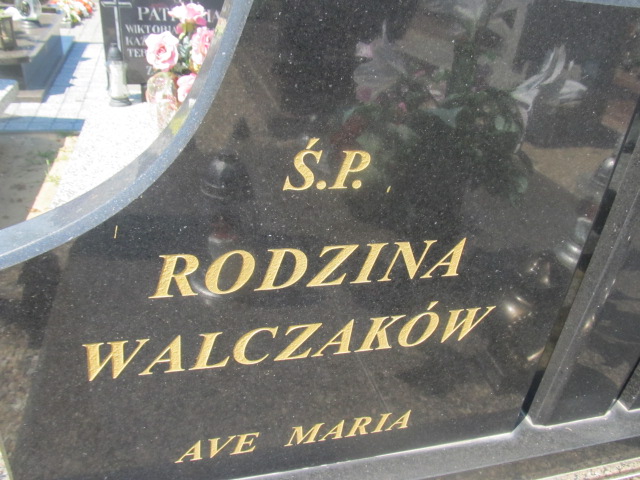 Ś.P.
RODZINA
WALCZAKÓW
AVE MARIA